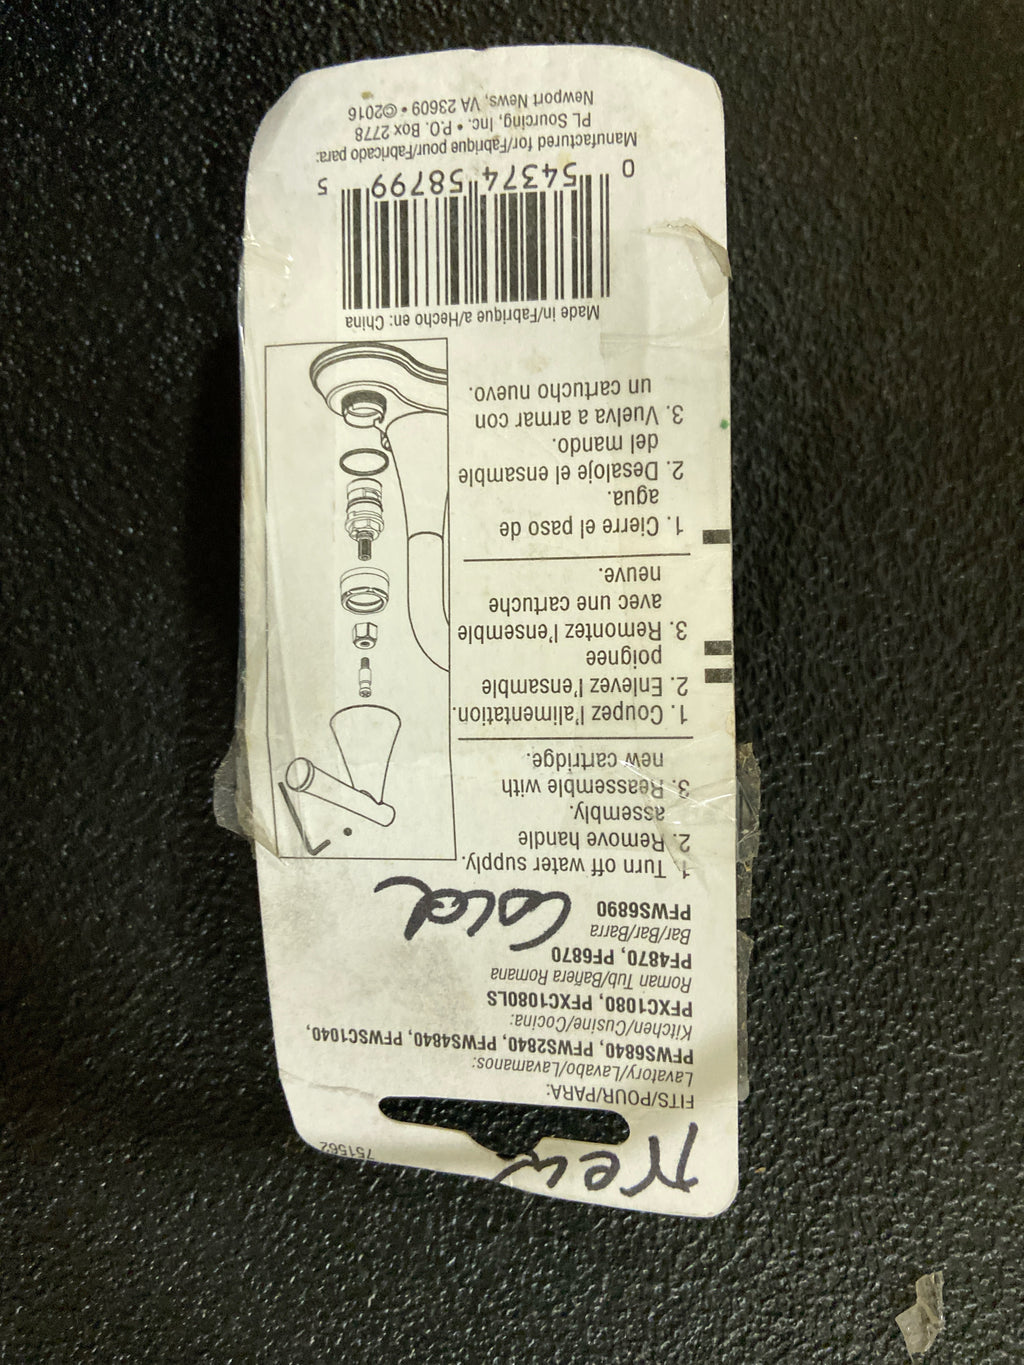 New
751562
FITS/POUR/PARA:
Lavatory/Lavabo/Lavamanos:
PFWS6840, PFWS2840, PFWS4840, PFWSC1040,
Kitchen/Cusine/Cocina:
PFXC1080, PFXC1080LS
Roman Tub/Bañera Romana
PF4870, PF6870
Bar/Bar/Barra
PFWS6890
Cold
1. Turn off water supply.
2. Remove handle
assembly.
3. Reassemble with
new cartridge.
1. Coupez l'alimentation.
2. Enlevez l'ensamble
poignee
3. Remontez l'ensemble
avec une cartuche
neuve.
1. Cierre el paso de
agua.
2. Desaloje el ensamble
del mando.
3. Vuelva a armar con
un cartucho nuevo.
Made in/Fabrique a/Hecho en: China
0 54374 58799 5
Manufactured for/Fabrique pour/Fabricado para:
PL Sourcing, Inc. • P.O. Box 2778
Newport News, VA 23609 • ©2016